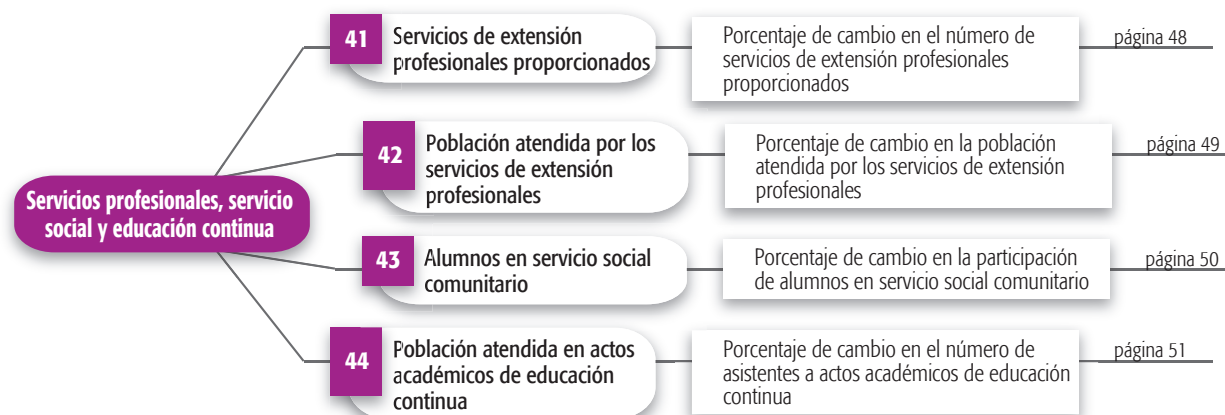 41
Servicios de extensión
profesionales proporcionados
Porcentaje de cambio en el número de
servicios de extensión profesionales
proporcionados
página 48
42
Población atendida por los
servicios de extensión
profesionales
Porcentaje de cambio en la población
atendida por los servicios de extensión
profesionales
página 49
Servicios profesionales, servicio
social y educación continua
43
Alumnos en servicio social
comunitario
Porcentaje de cambio en la participación
de alumnos en servicio social comunitario
página 50
44
Población atendida en actos
académicos de educación
continua
Porcentaje de cambio en el número de
asistentes a actos académicos de educación
continua
página 51